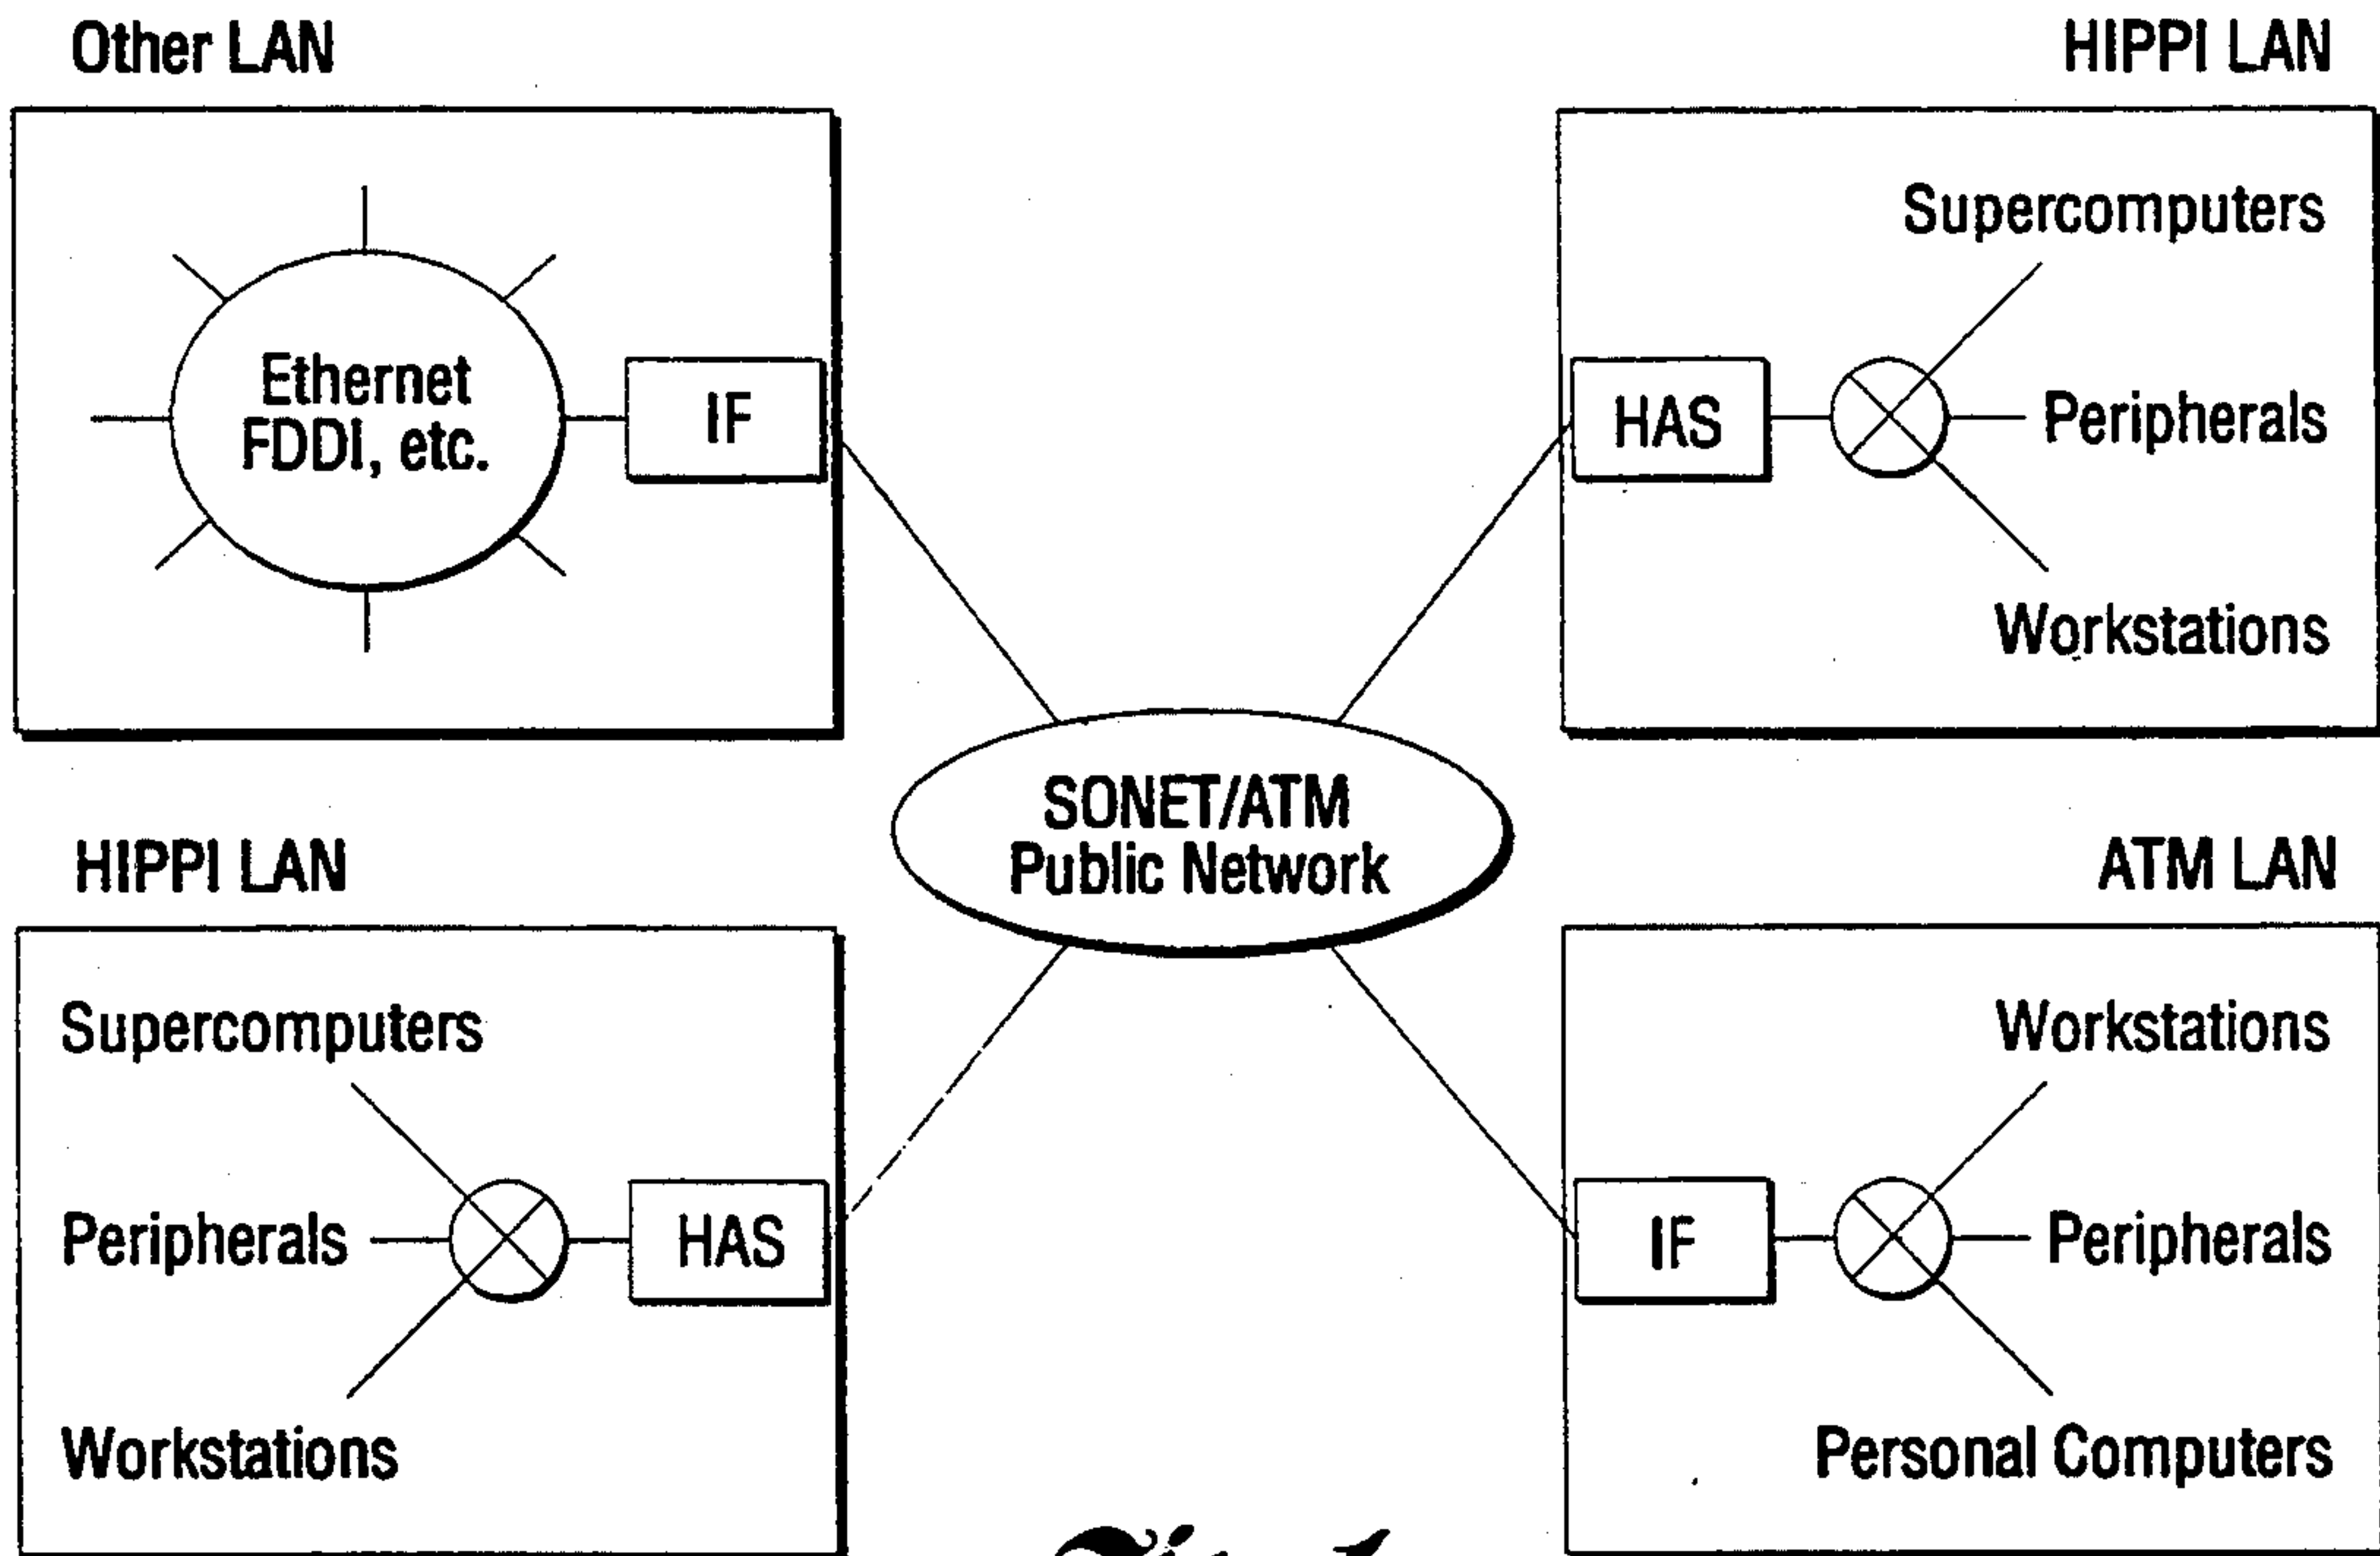 Other LAN
Ethernet
FDDI, etc.
IF
HIPPI LAN
Supercomputers
HAS
Peripherals
Workstations
SONET/ATM
Public Network
HIPPI LAN
Supercomputers
Peripherals
HAS
Workstations
ATM LAN
Workstations
IF
Peripherals
Personal Computers